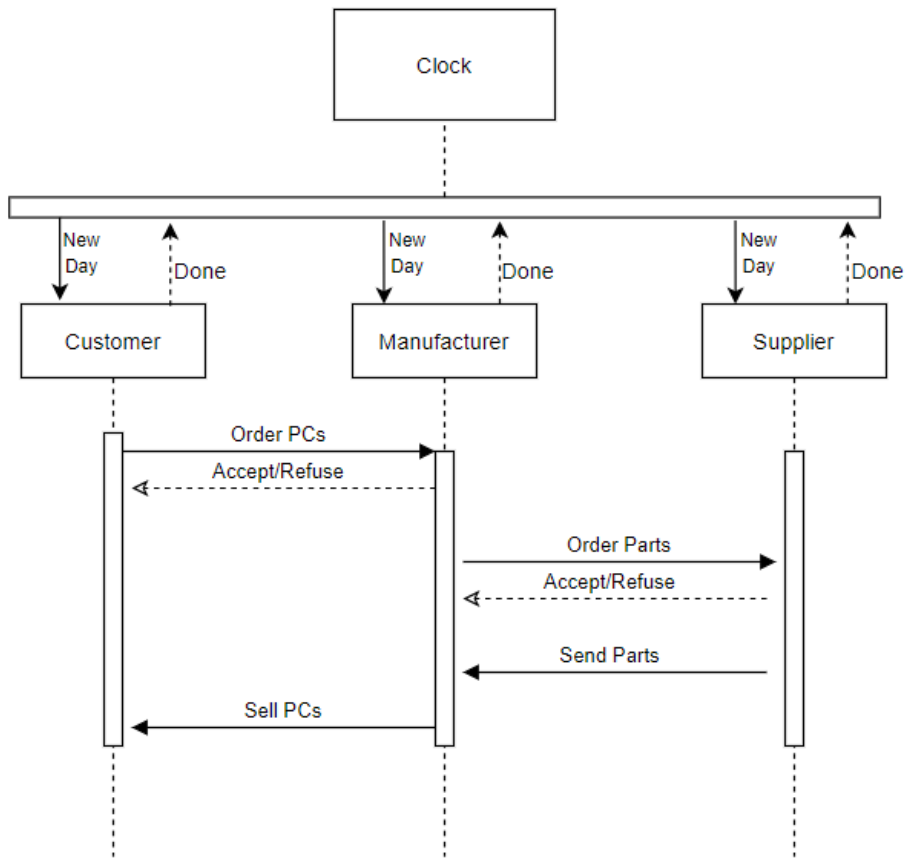 Clock
New
Day
Done
New
Day
Done
New
Day
Done
Customer
Manufacturer
Supplier
Order PCs
Accept/Refuse
Order Parts
Accept/Refuse
Send Parts
Sell PCs